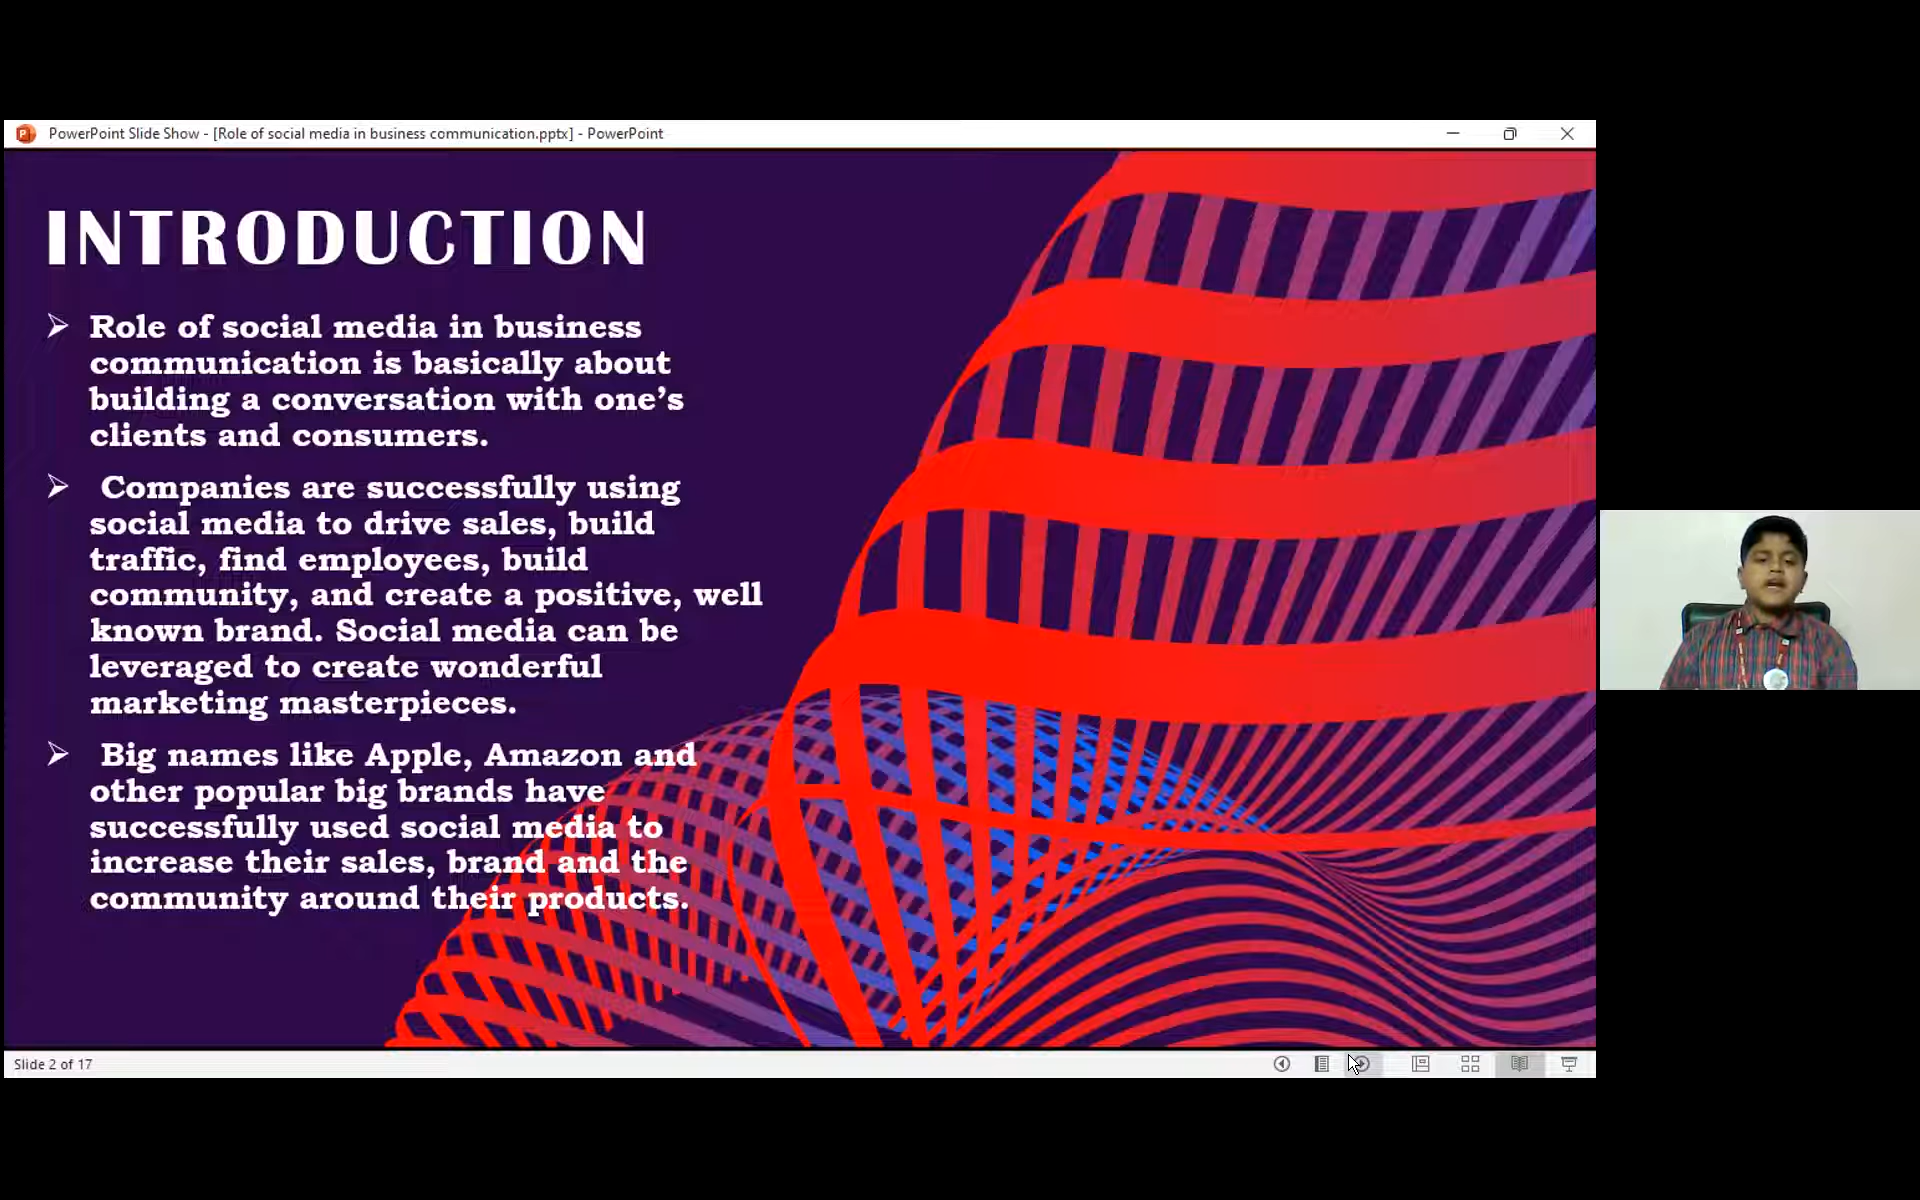 PowerPoint Slide Show - [Role of social media in business communication.pptx] - PowerPoint
INTRODUCTION
➢ Role of social media in business
communication is basically about
building a conversation with one’s
clients and consumers.
➢ Companies are successfully using
social media to drive sales, build
traffic, find employees, build
community, and create a positive, well
known brand. Social media can be
leveraged to create wonderful
marketing masterpieces.
➢ Big names like Apple, Amazon and
other popular big brands have
successfully used social media to
increase their sales, brand and the
community around their products.
Slide 2 of 17